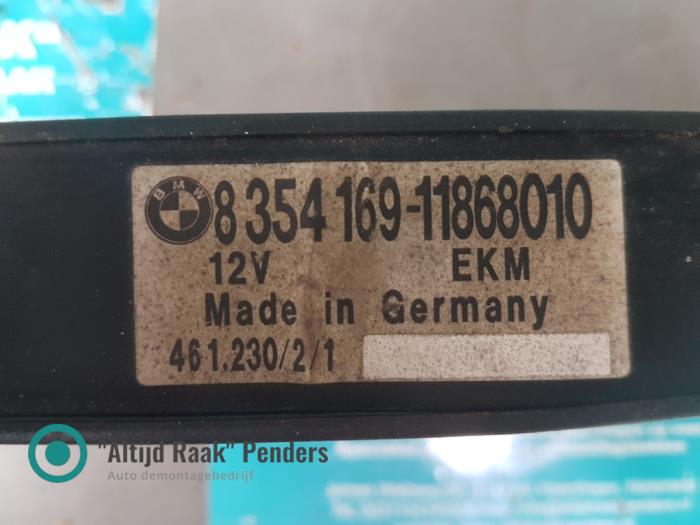 BMW
8 354 169-11868010
12V EKM
Made in Germany
461.230/2/1
"Altijd Raak" Penders
Auto demontagebedrijf